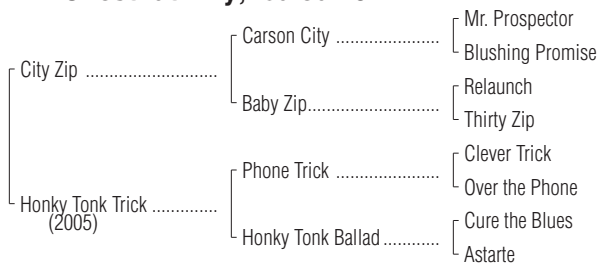 Mr. Prospector
Carson City ....................
Blushing Promise
City Zip .........................
Relaunch
Baby Zip.........................
Thirty Zip
Clever Trick
Phone Trick ....................
Over the Phone
Honky Tonk Trick ............
(2005)
Cure the Blues
Honky Tonk Ballad...........
Astarte